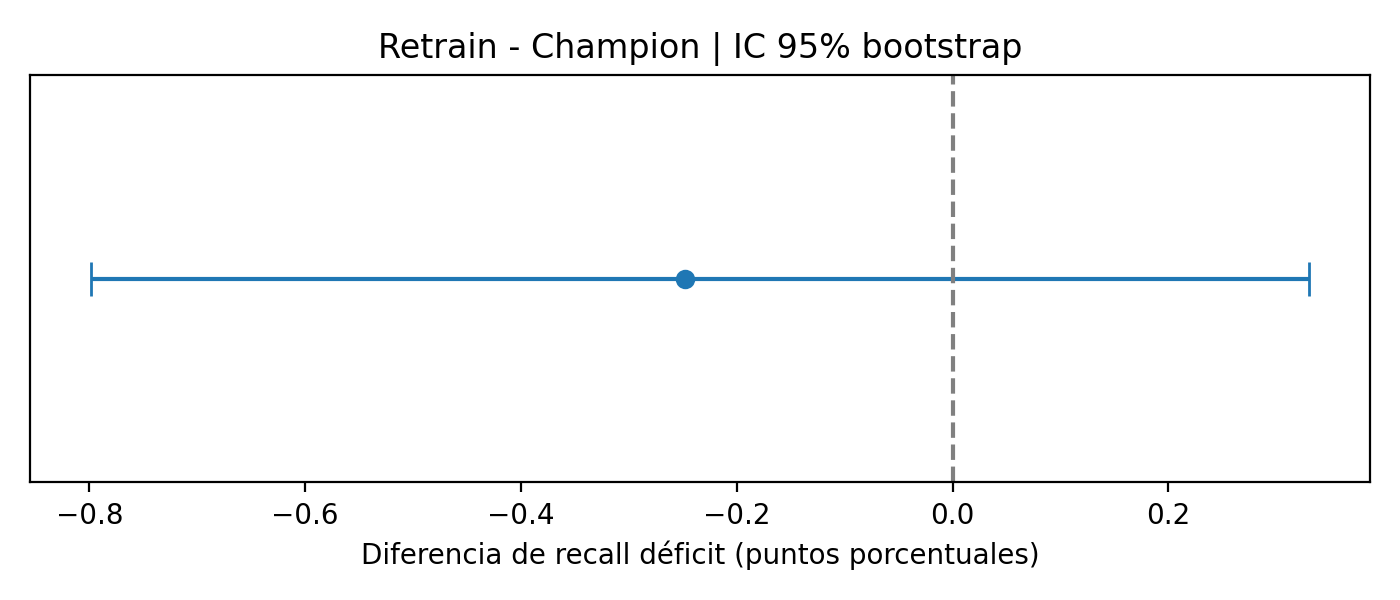 Retrain - Champion | IC 95% bootstrap
−0.8 −0.6 −0.4 −0.2 0.0 0.2
Diferencia de recall déficit (puntos porcentuales)